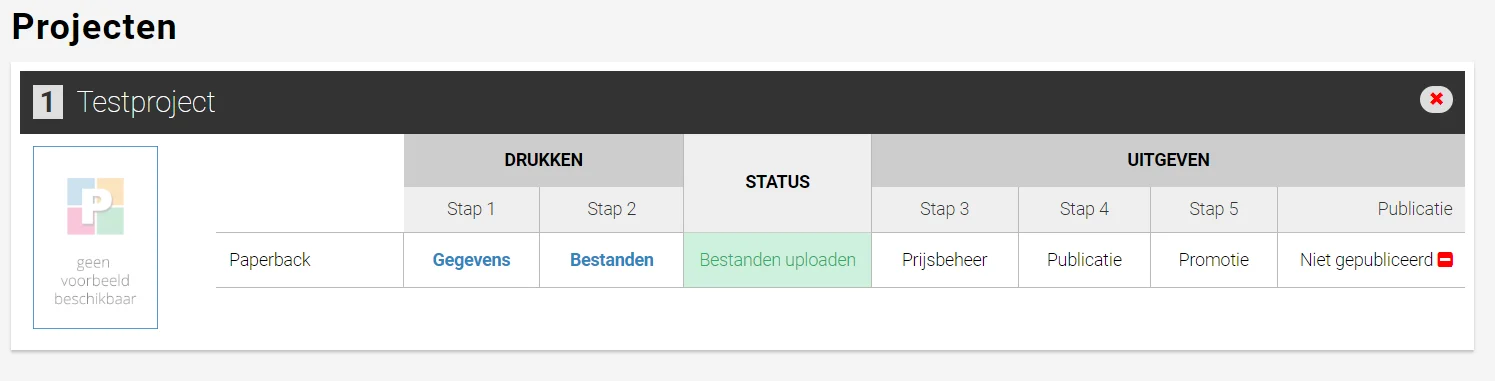 Projecten
1 Testproject
DRUKKEN STATUS UITGEVEN
Stap 1 Stap 2 Stap 3 Stap 4 Stap 5 Publicatie
Paperback Gegevens Bestanden Bestanden uploaden Prijsbeheer Publicatie Promotie Niet gepubliceerd
P
geen
voorbeeld
beschikbaar